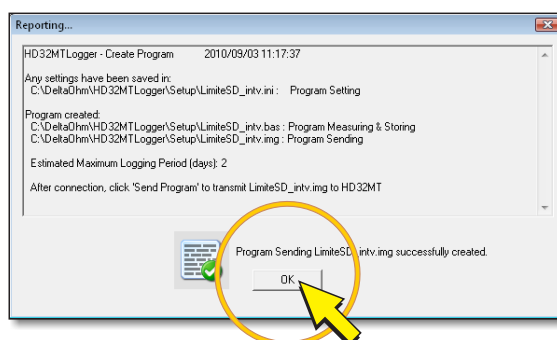 Reporting...
HD32MTLogger - Create Program 2010/09/03 11:17:37
Any settings have been saved in:
C:\DeltaOhm\HD32MTLogger\Setup\LimiteSD_intv.ini : Program Setting
Program created:
C:\DeltaOhm\HD32MTLogger\Setup\LimiteSD_intv.bas : Program Measuring & Storing
C:\DeltaOhm\HD32MTLogger\Setup\LimiteSD_intv.img : Program Sending
Estimated Maximum Logging Period (days): 2
After connection, click 'Send Program' to transmit LimiteSD_intv.img to HD32MT
Program Sending LimiteSD_intv.img successfully created.
OK